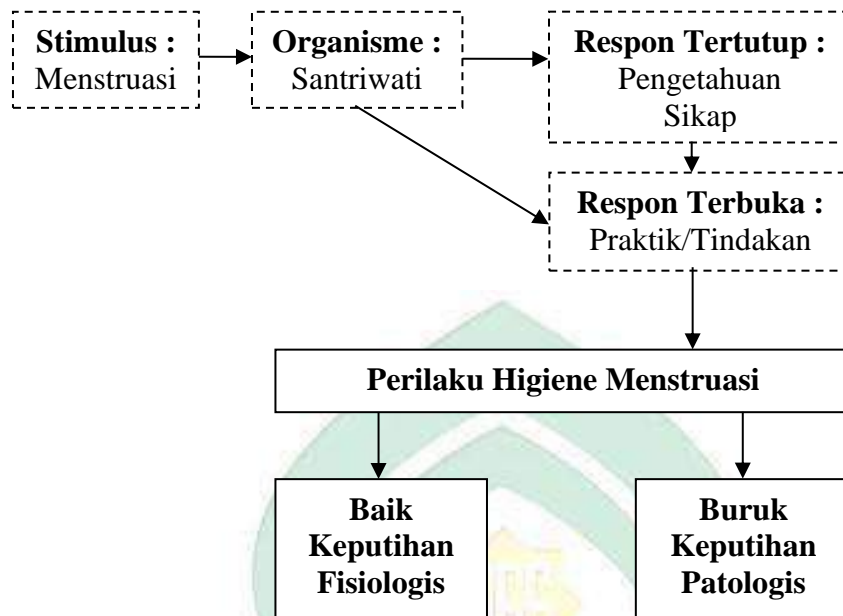 Stimulus :
Menstruasi
Organisme :
Santriwati
Respon Tertutup :
Pengetahuan
Sikap
Respon Terbuka :
Praktik/Tindakan
Perilaku Higiene Menstruasi
Baik
Keputihan
Fisiologis
Buruk
Keputihan
Patologis